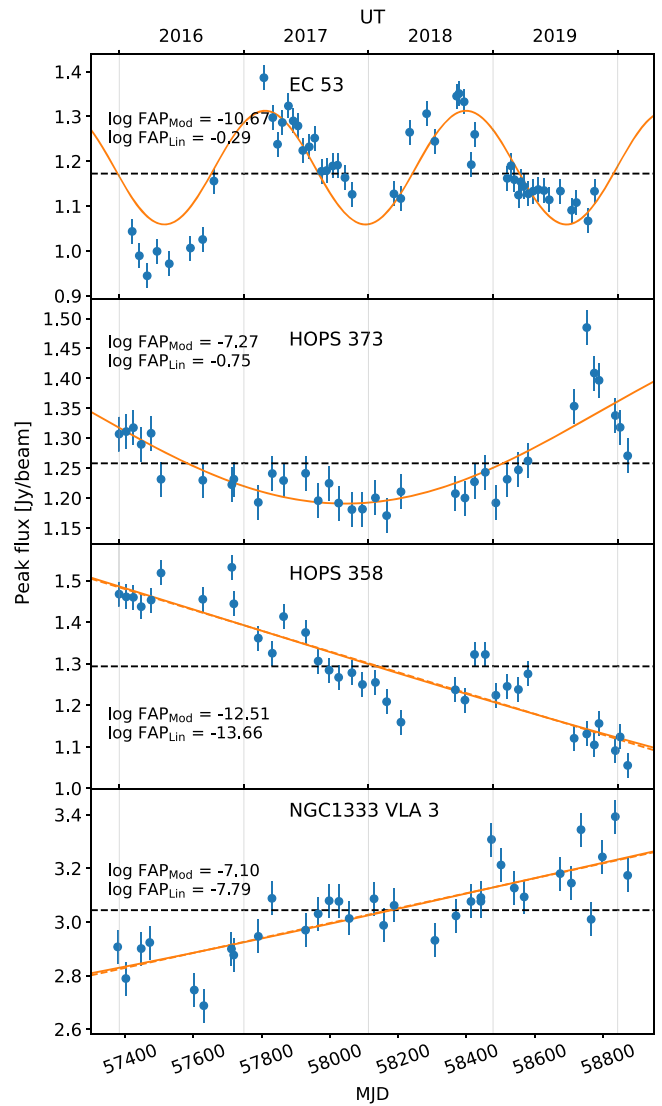 UT
2016 2017 2018 2019
EC 53
log FAP_Mod = -10.67
log FAP_Lin = -0.29
1.4
1.3
1.2
1.1
1.0
0.9
HOPS 373
log FAP_Mod = -7.27
log FAP_Lin = -0.75
1.50
1.45
1.40
1.35
1.30
1.25
1.20
1.15
Peak flux [Jy/beam]
HOPS 358
log FAP_Mod = -12.51
log FAP_Lin = -13.66
1.5
1.4
1.3
1.2
1.1
1.0
NGC1333 VLA 3
log FAP_Mod = -7.10
log FAP_Lin = -7.79
3.4
3.2
3.0
2.8
2.6
57400 57600 57800 58000 58200 58400 58600 58800
MJD